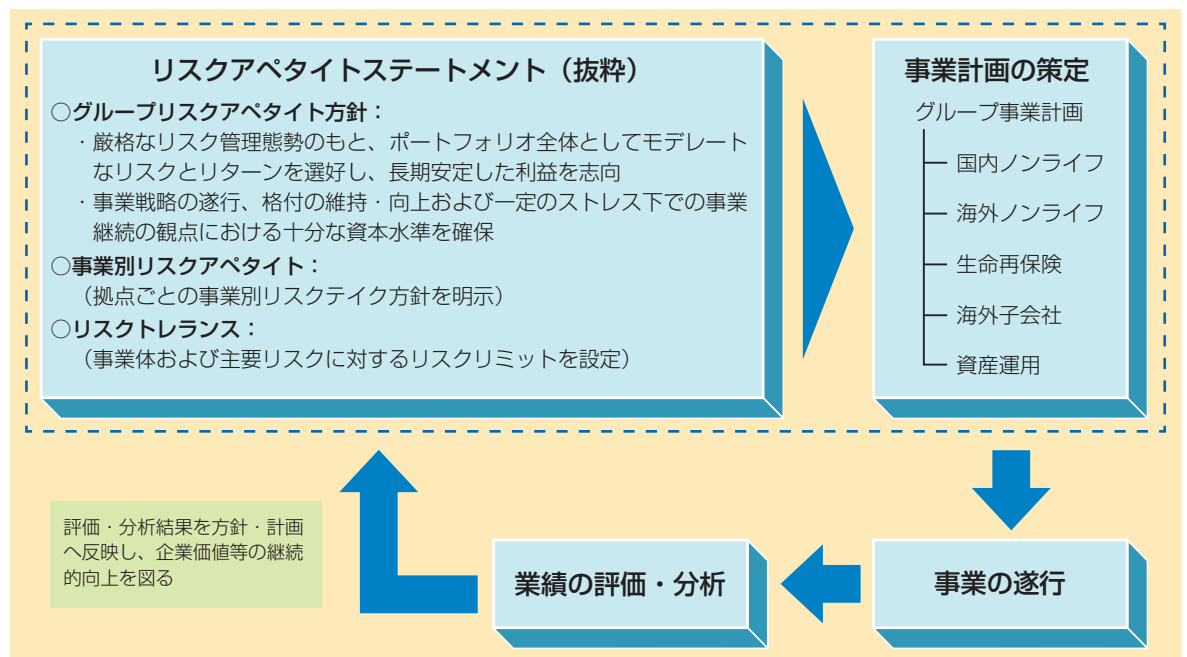 リスクアペタイトステートメント（抜粋）
○グループリスクアペタイト方針：
・厳格なリスク管理態勢のもと、ポートフォリオ全体としてモデレート
なリスクとリターンを選好し、長期安定した利益を志向
・事業戦略の遂行、格付の維持・向上および一定のストレス下での事業
継続の観点における十分な資本水準を確保
○事業別リスクアペタイト：
（拠点ごとの事業別リスクテイク方針を明示）
○リスクトレランス：
（事業体および主要リスクに対するリスクリミットを設定）
事業計画の策定
グループ事業計画
国内ノンライフ
海外ノンライフ
生命再保険
海外子会社
資産運用
事業の遂行
業績の評価・分析
評価・分析結果を方針・計画
へ反映し、企業価値等の継続
的向上を図る